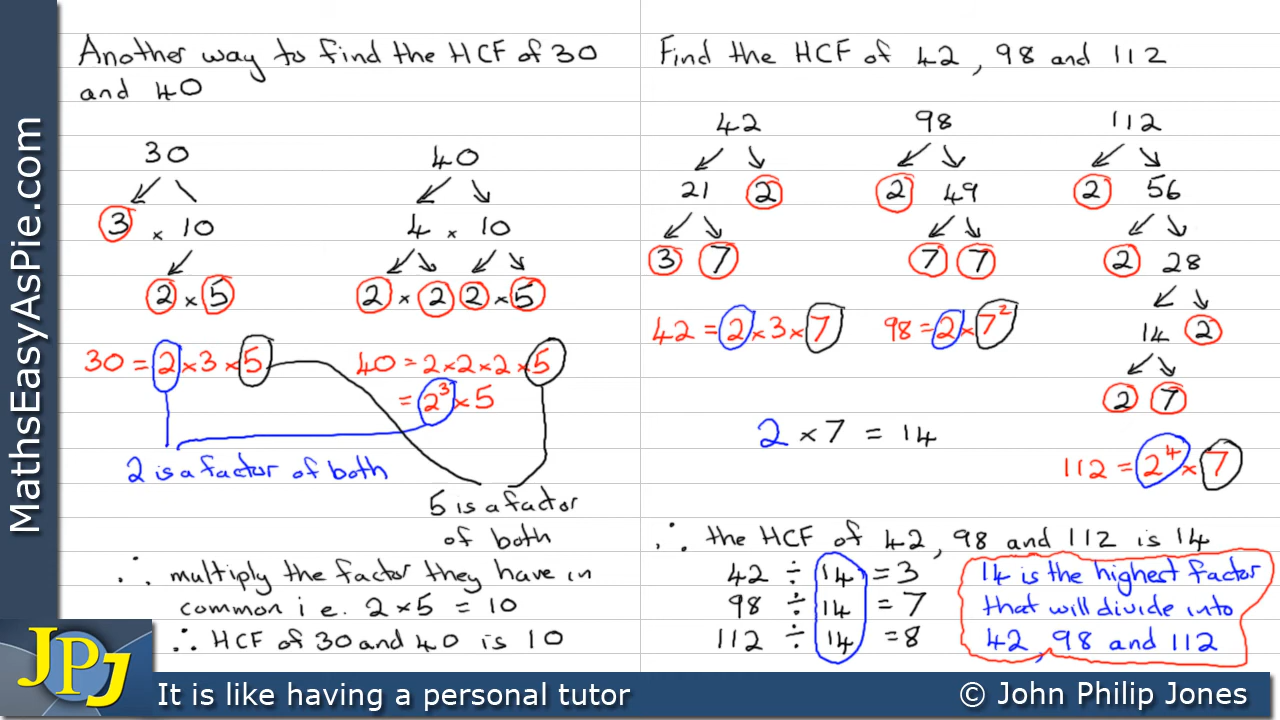 MathsEasyAsPie.com
Another way to find the HCF of 30
and 40
30
3 × 10
2 × 5
40
4 × 10
2 × 2 2 × 5
30 = 2 × 3 × 5
40 = 2 × 2 × 2 × 5
= 2³ × 5
2 is a factor of both
5 is a factor
of both
∴ multiply the factor they have in
common i e. 2 × 5 = 10
∴ HCF of 30 and 40 is 10
Find the HCF of 42, 98 and 112
42
21 2
3 7
98
2 49
7 7
112
2 56
2 28
14 2
2 7
42 = 2 × 3 × 7
98 = 2 × 7²
112 = 2⁴ × 7
2 × 7 = 14
∴ the HCF of 42, 98 and 112 is 14
42 ÷ 14 = 3
98 ÷ 14 = 7
112 ÷ 14 = 8
14 is the highest factor
that will divide into
42, 98 and 112
JPJ
It is like having a personal tutor
© John Philip Jones